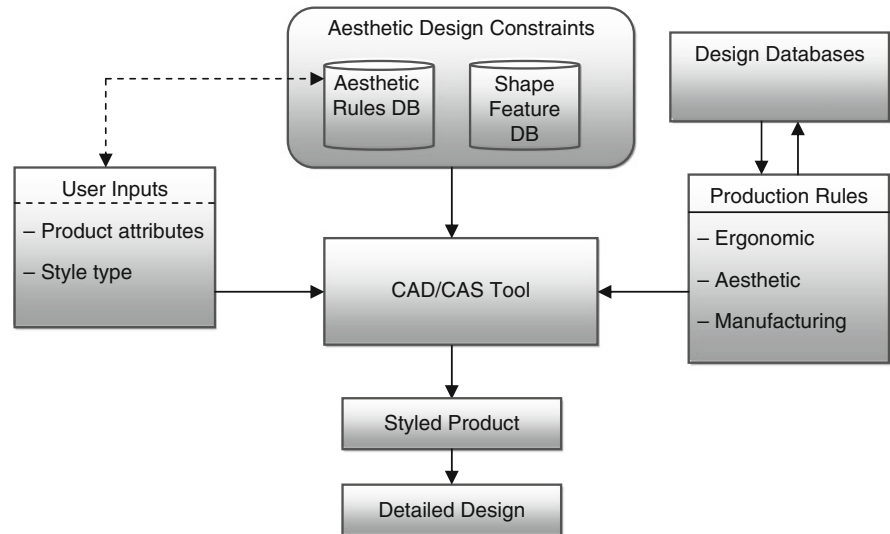 Aesthetic Design Constraints
Aesthetic
Rules DB
Shape
Feature
DB
Design Databases
User Inputs
– Product attributes
– Style type
Production Rules
– Ergonomic
– Aesthetic
– Manufacturing
CAD/CAS Tool
Styled Product
Detailed Design